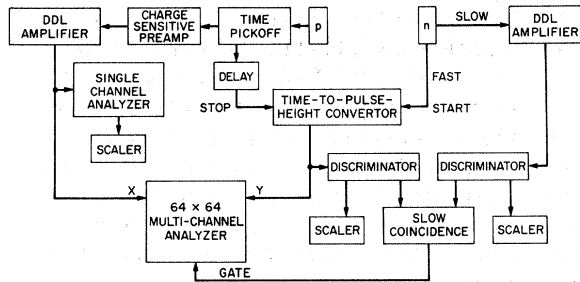 DDL
AMPLIFIER
CHARGE
SENSITIVE
PREAMP
TIME
PICKOFF
p
n
SLOW
DDL
AMPLIFIER
SINGLE
CHANNEL
ANALYZER
DELAY
FAST
STOP
TIME-TO-PULSE-
HEIGHT CONVERTOR
START
SCALER
DISCRIMINATOR
DISCRIMINATOR
X
Y
64 x 64
MULTI-CHANNEL
ANALYZER
SCALER
SLOW
COINCIDENCE
SCALER
GATE